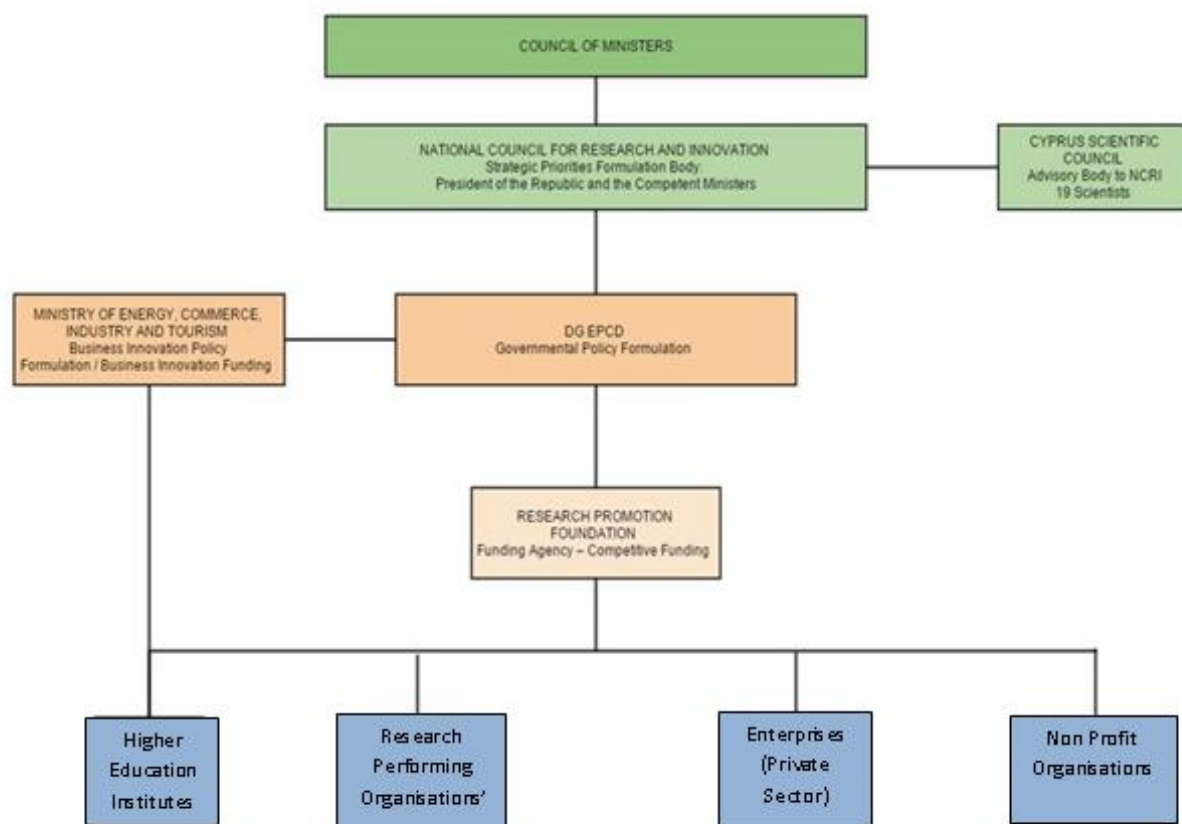 COUNCIL OF MINISTERS
NATIONAL COUNCIL FOR RESEARCH AND INNOVATION
Strategic Priorities Formulation Body:
President of the Republic and the Competent Ministers
CYPRUS SCIENTIFIC
COUNCIL
Advisory Body to NCRI
19 Scientists
MINISTRY OF ENERGY, COMMERCE,
INDUSTRY AND TOURISM
Business Innovation Policy
Formulation / Business Innovation Funding
DG EPCD
Governmental Policy Formulation
RESEARCH PROMOTION
FOUNDATION
Funding Agency – Competitive Funding
Higher
Education
Institutes
Research
Performing
Organisations’
Enterprises
(Private
Sector)
Non Profit
Organisations